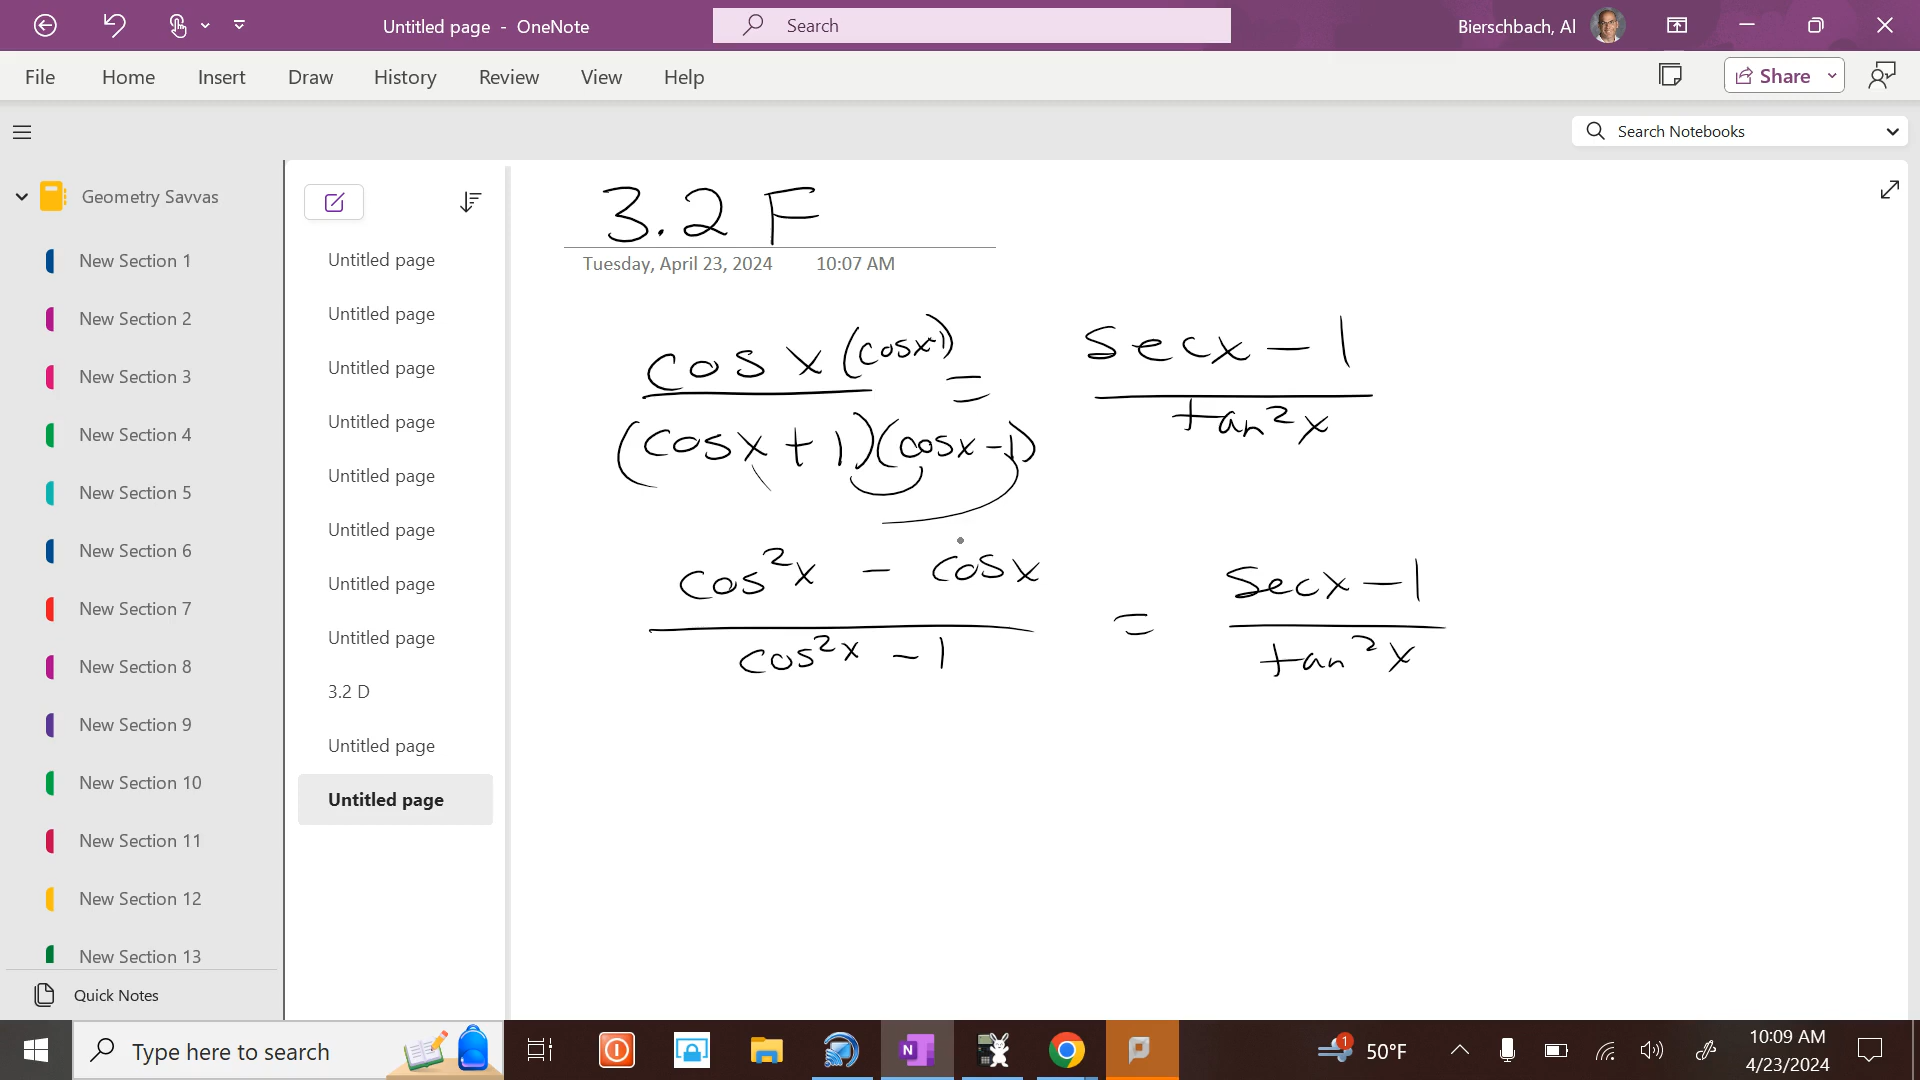 Untitled page - OneNote
Search
Bierschbach, Al
File Home Insert Draw History Review View Help
Share
Search Notebooks
Geometry Savvas
New Section 1
New Section 2
New Section 3
New Section 4
New Section 5
New Section 6
New Section 7
New Section 8
New Section 9
New Section 10
New Section 11
New Section 12
New Section 13
Quick Notes
Untitled page
Untitled page
Untitled page
Untitled page
Untitled page
Untitled page
Untitled page
Untitled page
3.2 D
Untitled page
Untitled page
3.2 F
Tuesday, April 23, 2024 10:07 AM
cos x (cosx-1) = secx - 1
(cosx + 1)(cosx - 1) tan²x
cos²x - cosx = secx - 1
cos²x - 1 tan²x
Type here to search
1
50°F
10:09 AM
4/23/2024